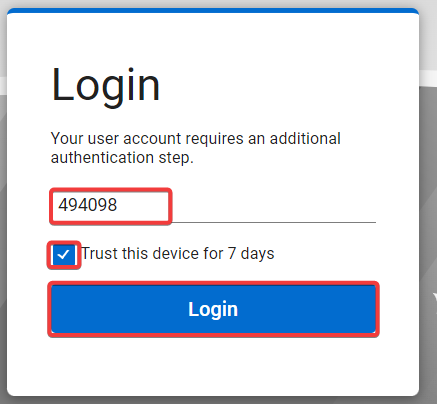 Login
Your user account requires an additional
authentication step.
494098
Trust this device for 7 days
Login